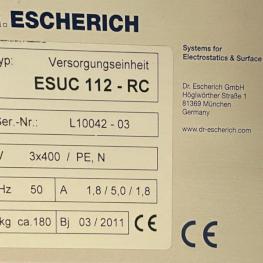 ESCHERICH
yp: Versorgungseinheit
ESUC 112 - RC
Ser.-Nr.: L10042 - 03
V 3x400 / PE, N
Hz 50 A 1,8 / 5,0 / 1,8
kg ca.180 Bj 03 / 2011 CE
Systems for
Electrostatics & Surface
Dr. Escherich GmbH
Höglwörther Straße 1
81369 München
Germany
www.dr-escherich.com
CE